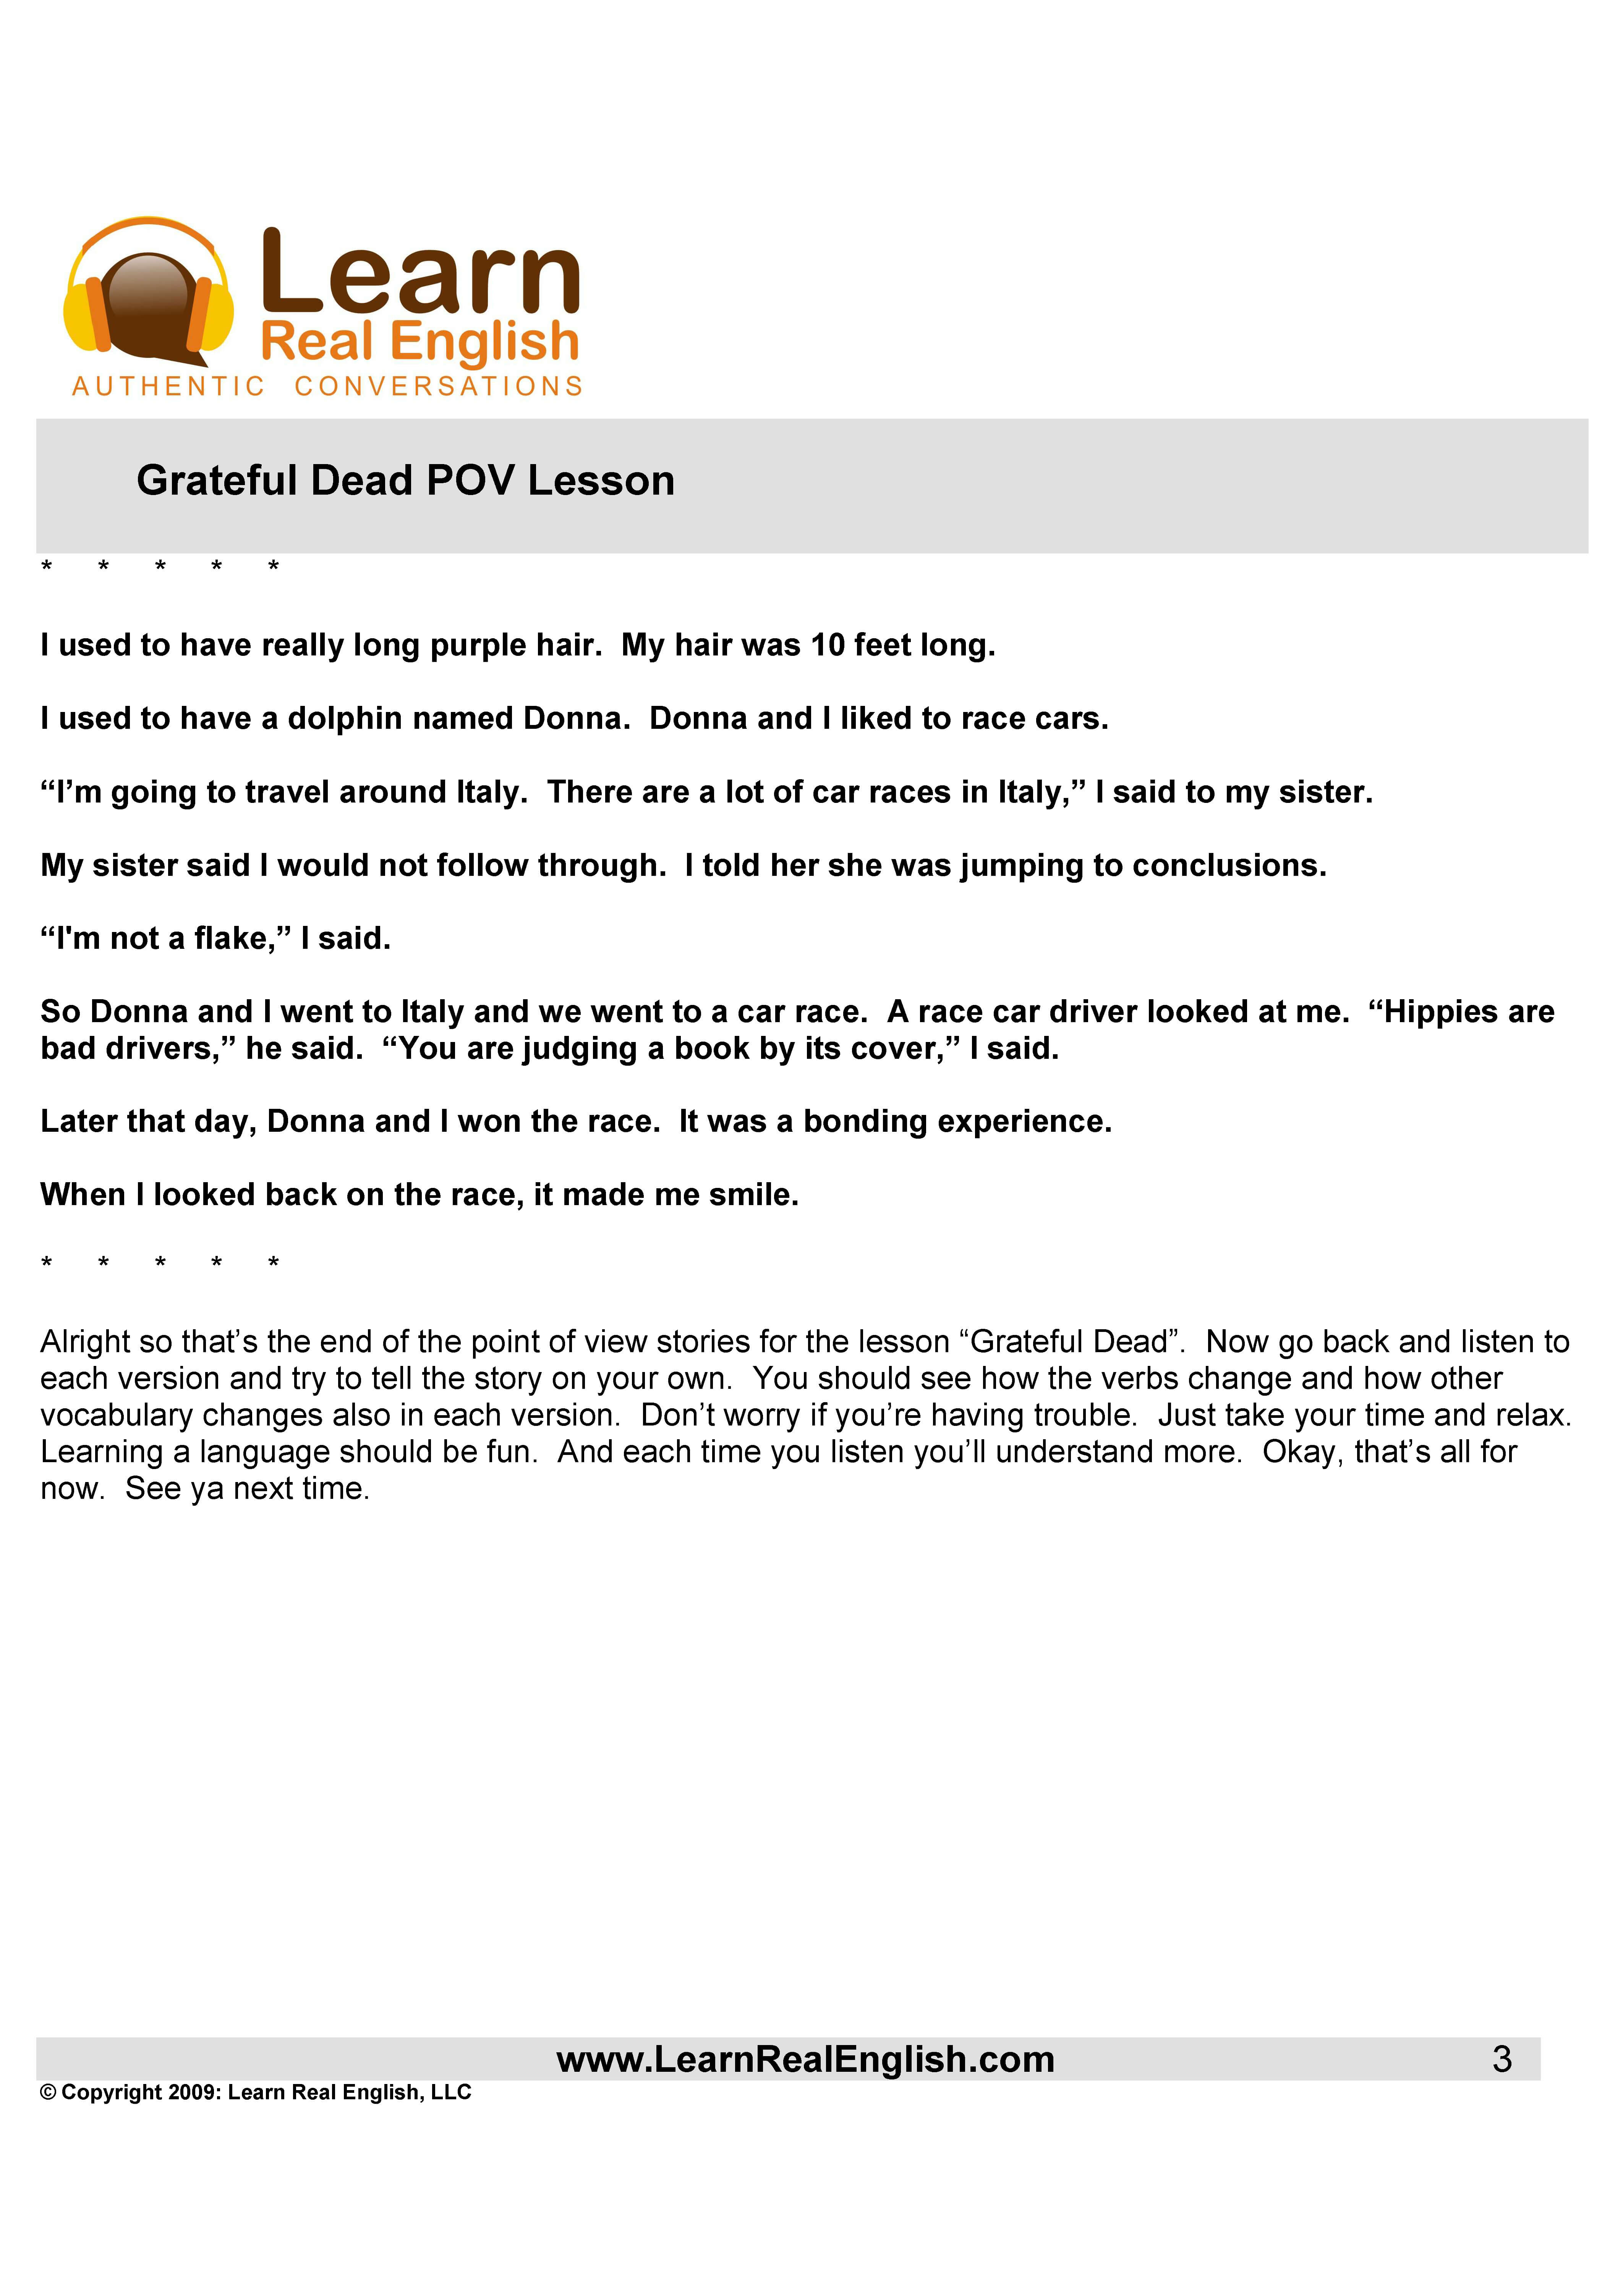 Learn
Real English
AUTHENTIC CONVERSATIONS
Grateful Dead POV Lesson
* * * * *
I used to have really long purple hair.  My hair was 10 feet long.
I used to have a dolphin named Donna.  Donna and I liked to race cars.
“I’m going to travel around Italy.  There are a lot of car races in Italy,” I said to my sister.
My sister said I would not follow through.  I told her she was jumping to conclusions.
“I'm not a flake,” I said.
So Donna and I went to Italy and we went to a car race.  A race car driver looked at me.  “Hippies are
bad drivers,” he said.  “You are judging a book by its cover,” I said.
Later that day, Donna and I won the race.  It was a bonding experience.
When I looked back on the race, it made me smile.
* * * * *
Alright so that’s the end of the point of view stories for the lesson “Grateful Dead”.  Now go back and listen to
each version and try to tell the story on your own.  You should see how the verbs change and how other
vocabulary changes also in each version.  Don’t worry if you’re having trouble.  Just take your time and relax.
Learning a language should be fun.  And each time you listen you’ll understand more.  Okay, that’s all for
now.  See ya next time.
www.LearnRealEnglish.com 3
© Copyright 2009: Learn Real English, LLC